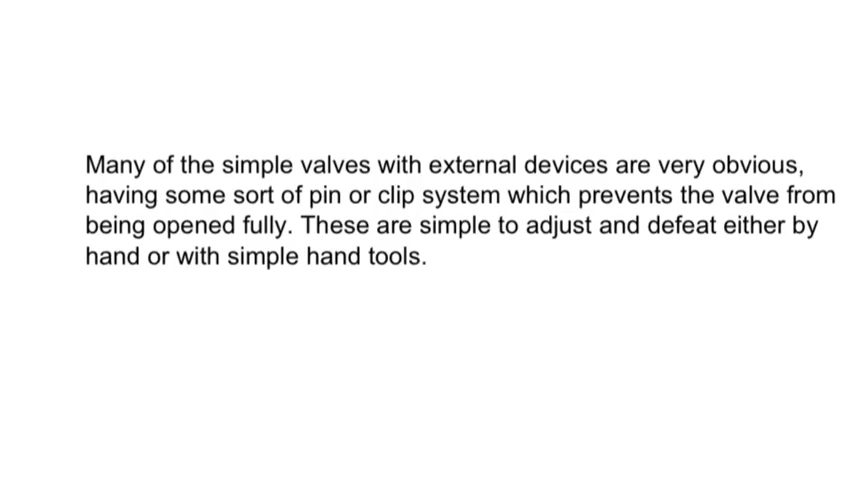 Many of the simple valves with external devices are very obvious,
having some sort of pin or clip system which prevents the valve from
being opened fully. These are simple to adjust and defeat either by
hand or with simple hand tools.